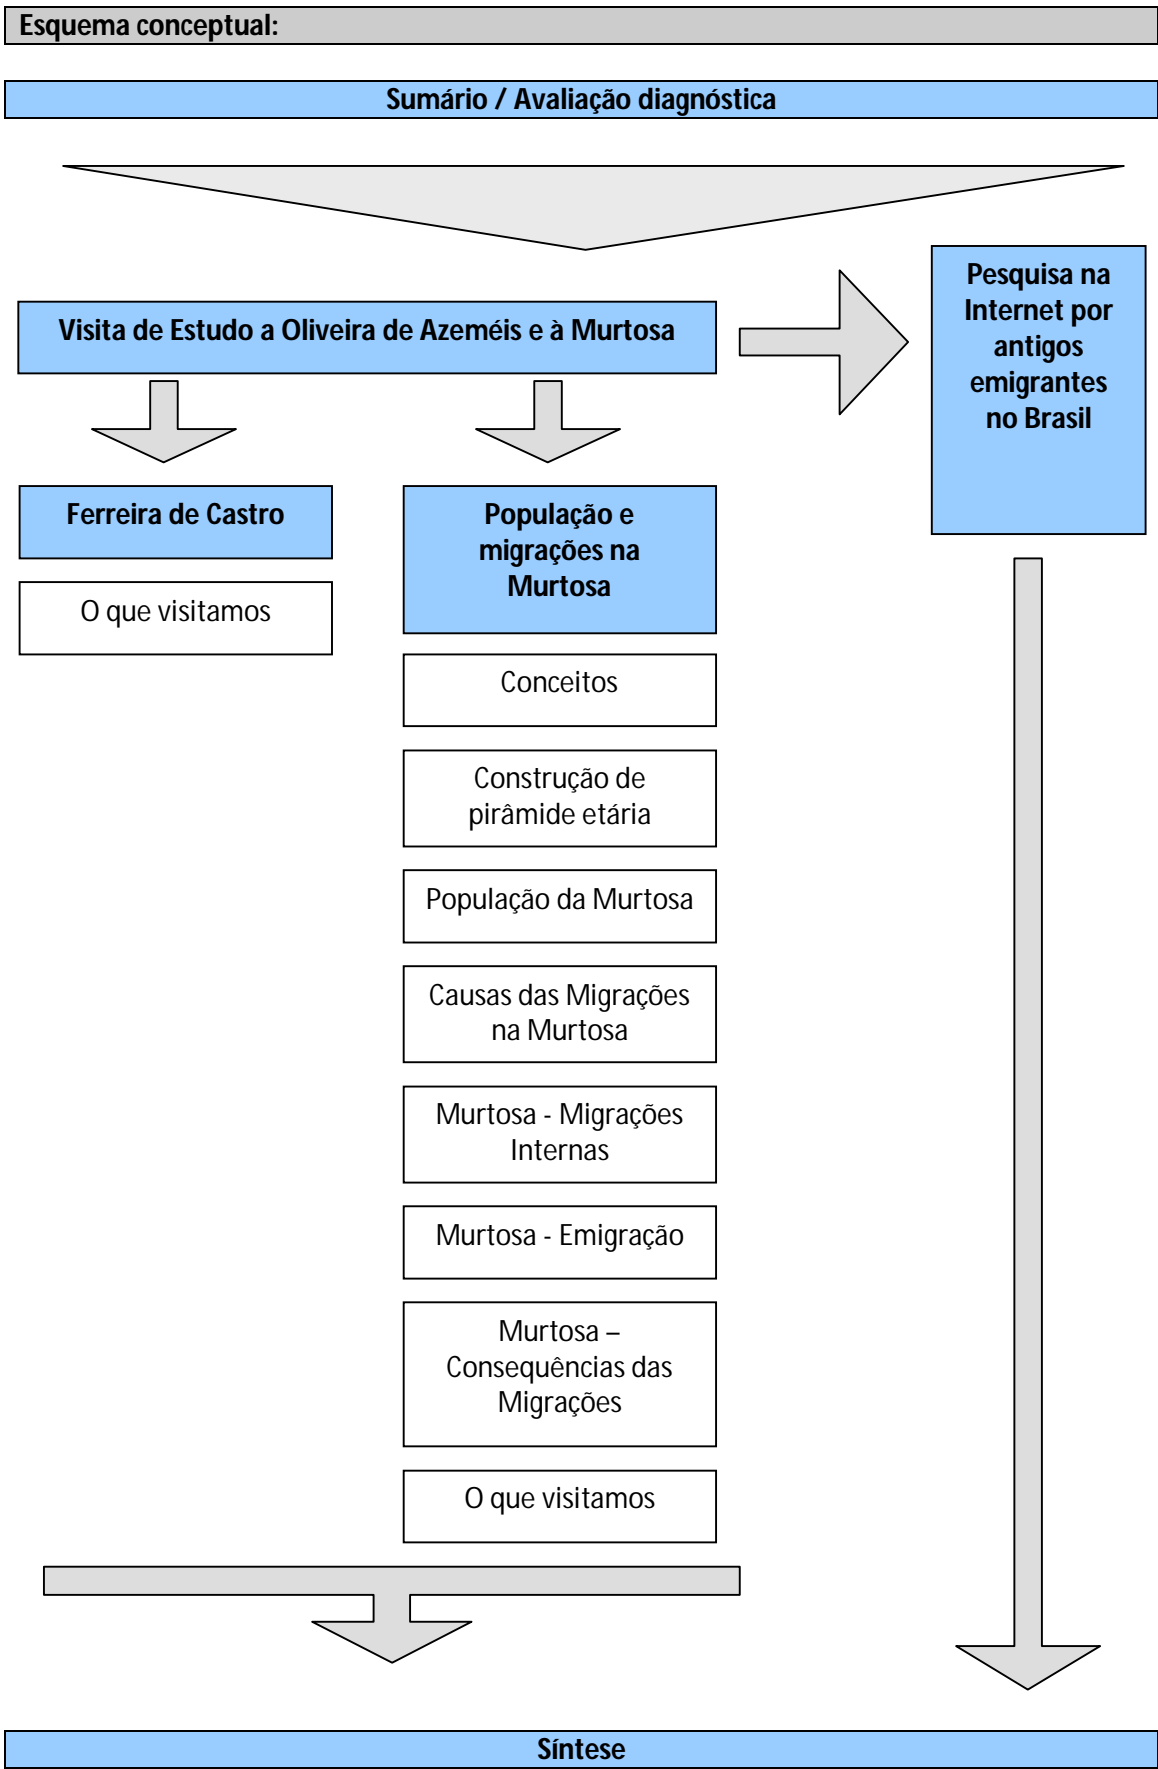 Esquema conceptual:
Sumário / Avaliação diagnóstica
Visita de Estudo a Oliveira de Azeméis e à Murtosa
Pesquisa na
Internet por
antigos
emigrantes
no Brasil
Ferreira de Castro
O que visitamos
População e
migrações na
Murtosa
Conceitos
Construção de
pirâmide etária
População da Murtosa
Causas das Migrações
na Murtosa
Murtosa - Migrações
Internas
Murtosa - Emigração
Murtosa –
Consequências das
Migrações
O que visitamos
Síntese